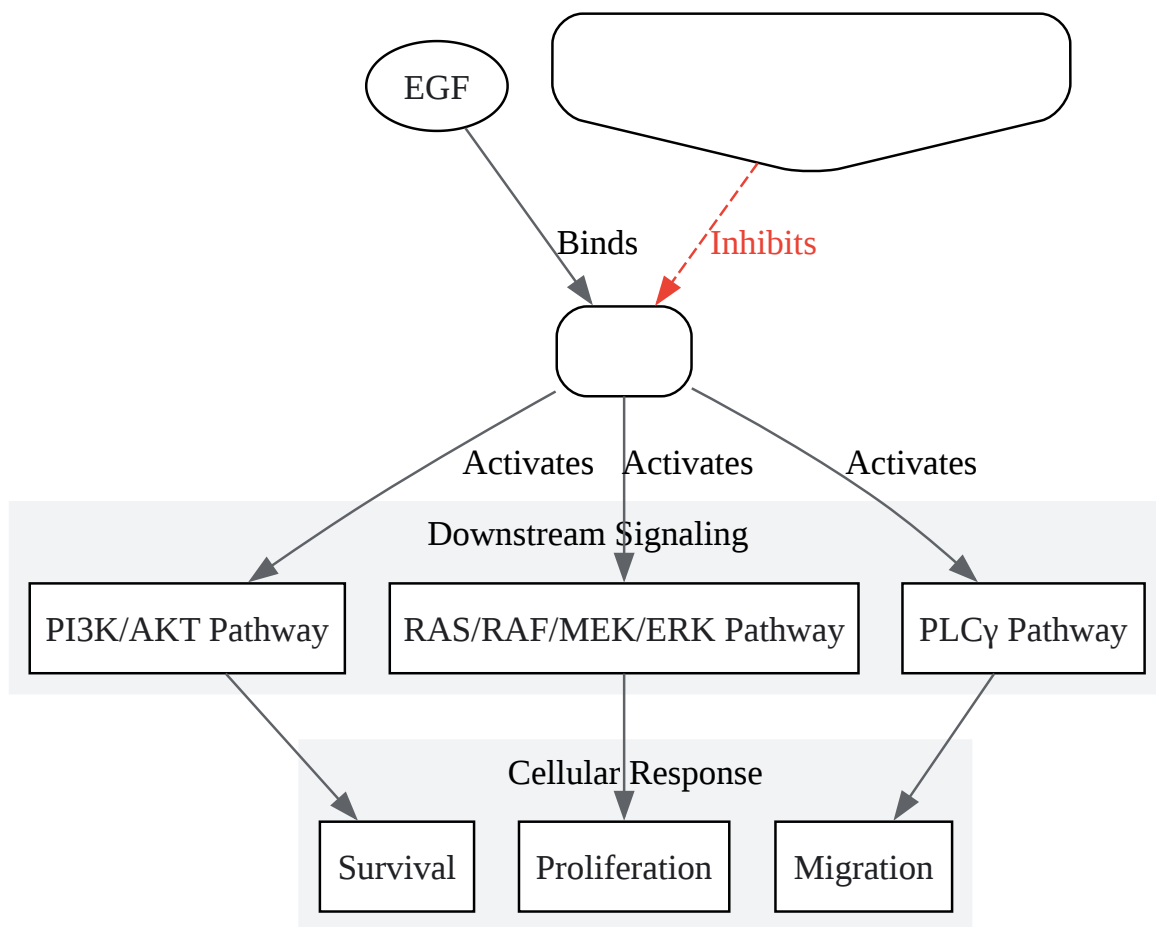 EGF
Binds
Inhibits
Activates
Activates
Activates
Downstream Signaling
PI3K/AKT Pathway
RAS/RAF/MEK/ERK Pathway
PLCγ Pathway
Cellular Response
Survival
Proliferation
Migration